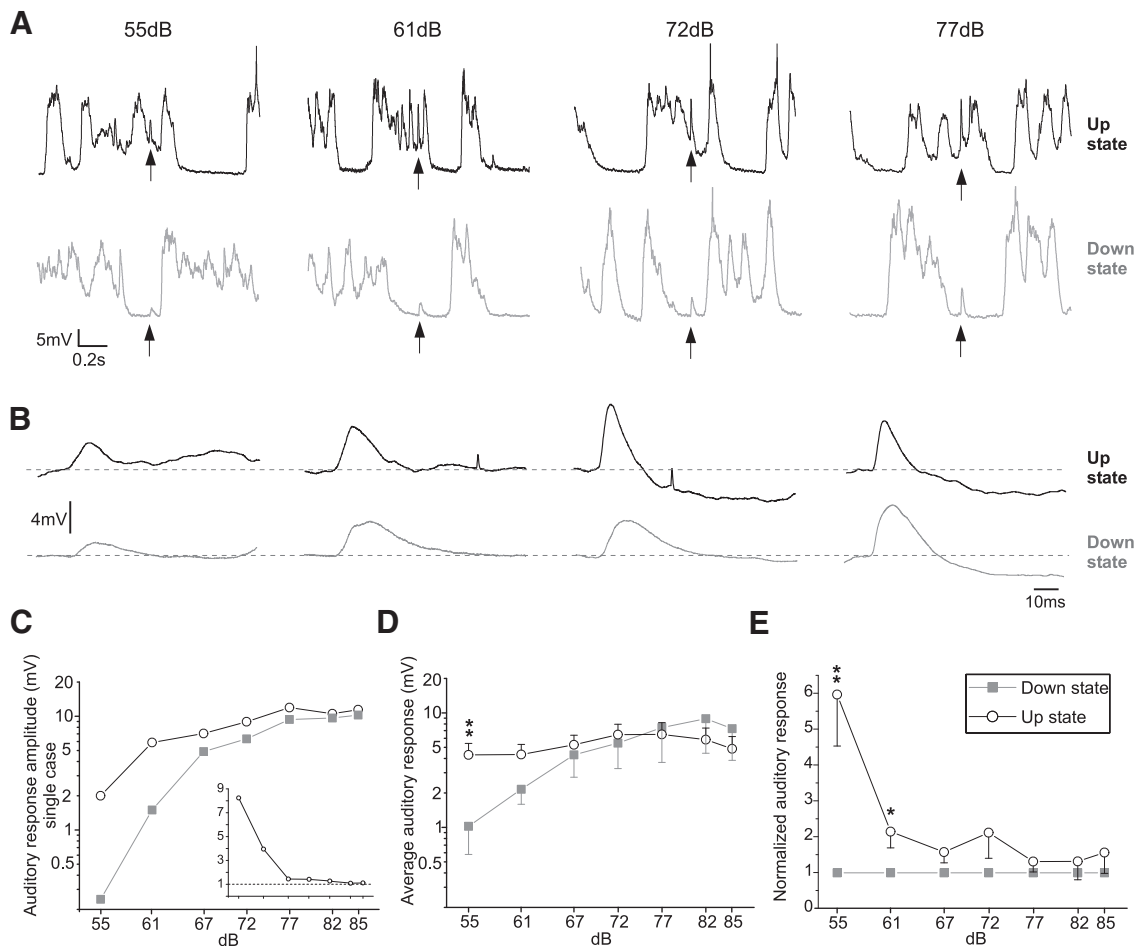 A
55dB 61dB 72dB 77dB
Up
state
Down
state
5mV
0.2s
B
Up
state
4mV
Down
state
10ms
C
Auditory response amplitude (mV)
single case
20
10
5
2
1
0.5
9
7
5
3
1
55 61 67 72 77 82 85
dB
D
Average auditory response (mV)
20
10
5
2
1
0.5
**
55 61 67 72 77 82 85
dB
E
Normalized auditory response
6
5
4
3
2
1
0
**
*
Down state
Up state
55 61 67 72 77 82 85
dB